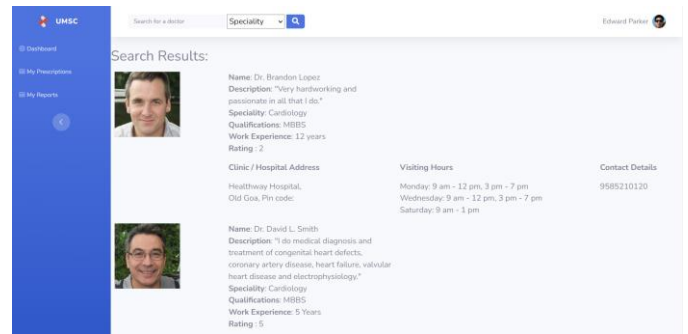 UMSC
Search for a doctor
Speciality
Edward Parker
Dashboard
My Prescriptions
My Reports
Search Results:
Name: Dr. Brandon Lopez
Description: "Very hardworking and
passionate in all that I do."
Speciality: Cardiology
Qualifications: MBBS
Work Experience: 12 years
Rating : 2
Clinic / Hospital Address Visiting Hours Contact Details
Healthway Hospital, Monday: 9 am - 12 pm, 3 pm - 7 pm 9585210120
Old Goa, Pin code: Wednesday: 9 am - 12 pm, 3 pm - 7 pm
Saturday: 9 am - 1 pm
Name: Dr. David L. Smith
Description: "I do medical diagnosis and
treatment of congenital heart defects,
coronary artery disease, heart failure, valvular
heart disease and electrophysiology."
Speciality: Cardiology
Qualifications: MBBS
Work Experience: 5 Years
Rating : 5